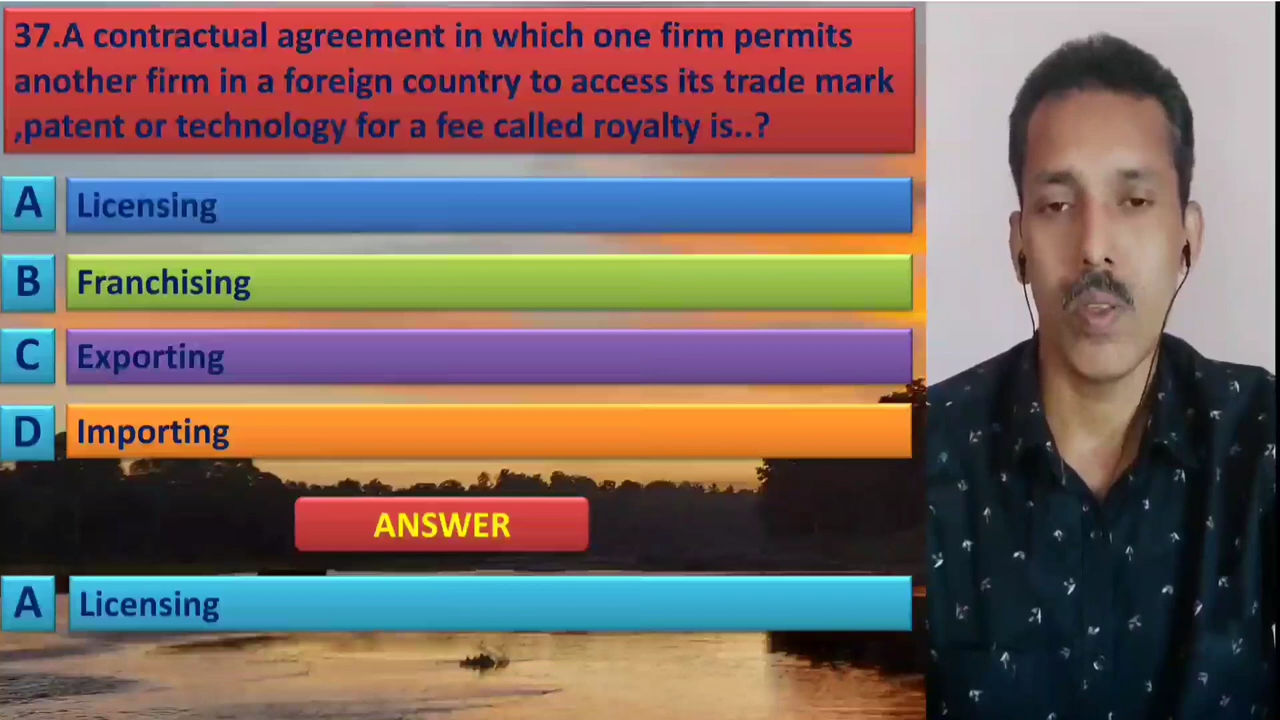 37.A contractual agreement in which one firm permits
another firm in a foreign country to access its trade mark
,patent or technology for a fee called royalty is..?
A Licensing
B Franchising
C Exporting
D Importing
ANSWER
A Licensing